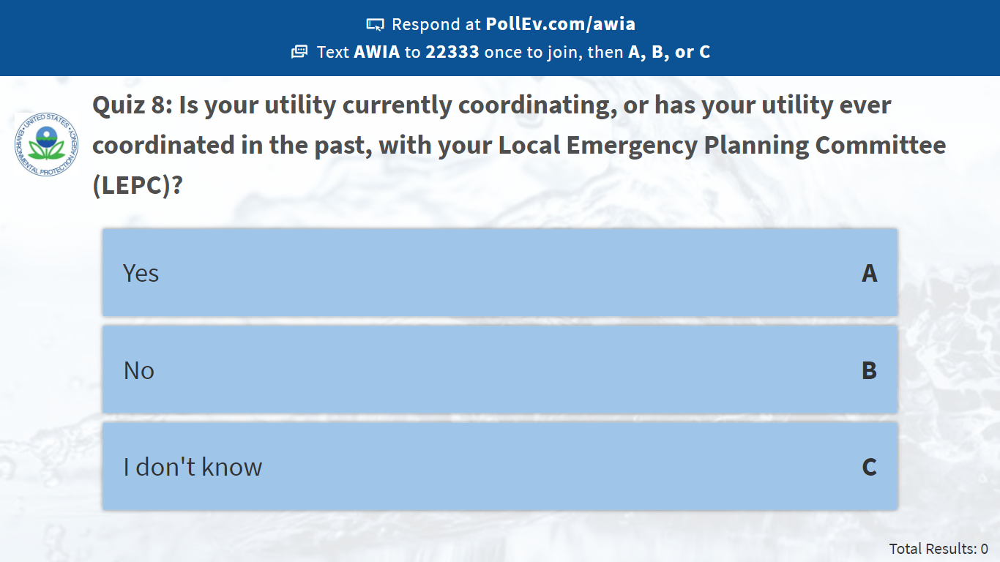 Respond at PollEv.com/awia
Text AWIA to 22333 once to join, then A, B, or C
UNITED STATES
ENVIRONMENTAL PROTECTION AGENCY
Quiz 8: Is your utility currently coordinating, or has your utility ever
coordinated in the past, with your Local Emergency Planning Committee
(LEPC)?
Yes A
No B
I don't know C
Total Results: 0